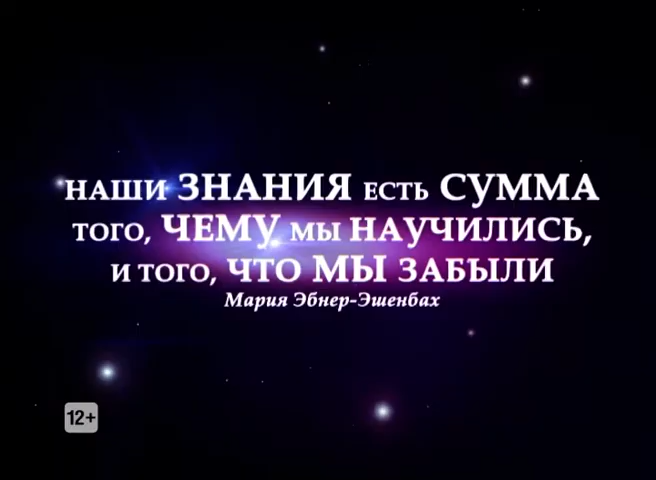 НАШИ ЗНАНИЯ ЕСТЬ СУММА
ТОГО, ЧЕМУ МЫ НАУЧИЛИСЬ,
И ТОГО, ЧТО МЫ ЗАБЫЛИ
Мария Эбнер-Эшенбах
12+